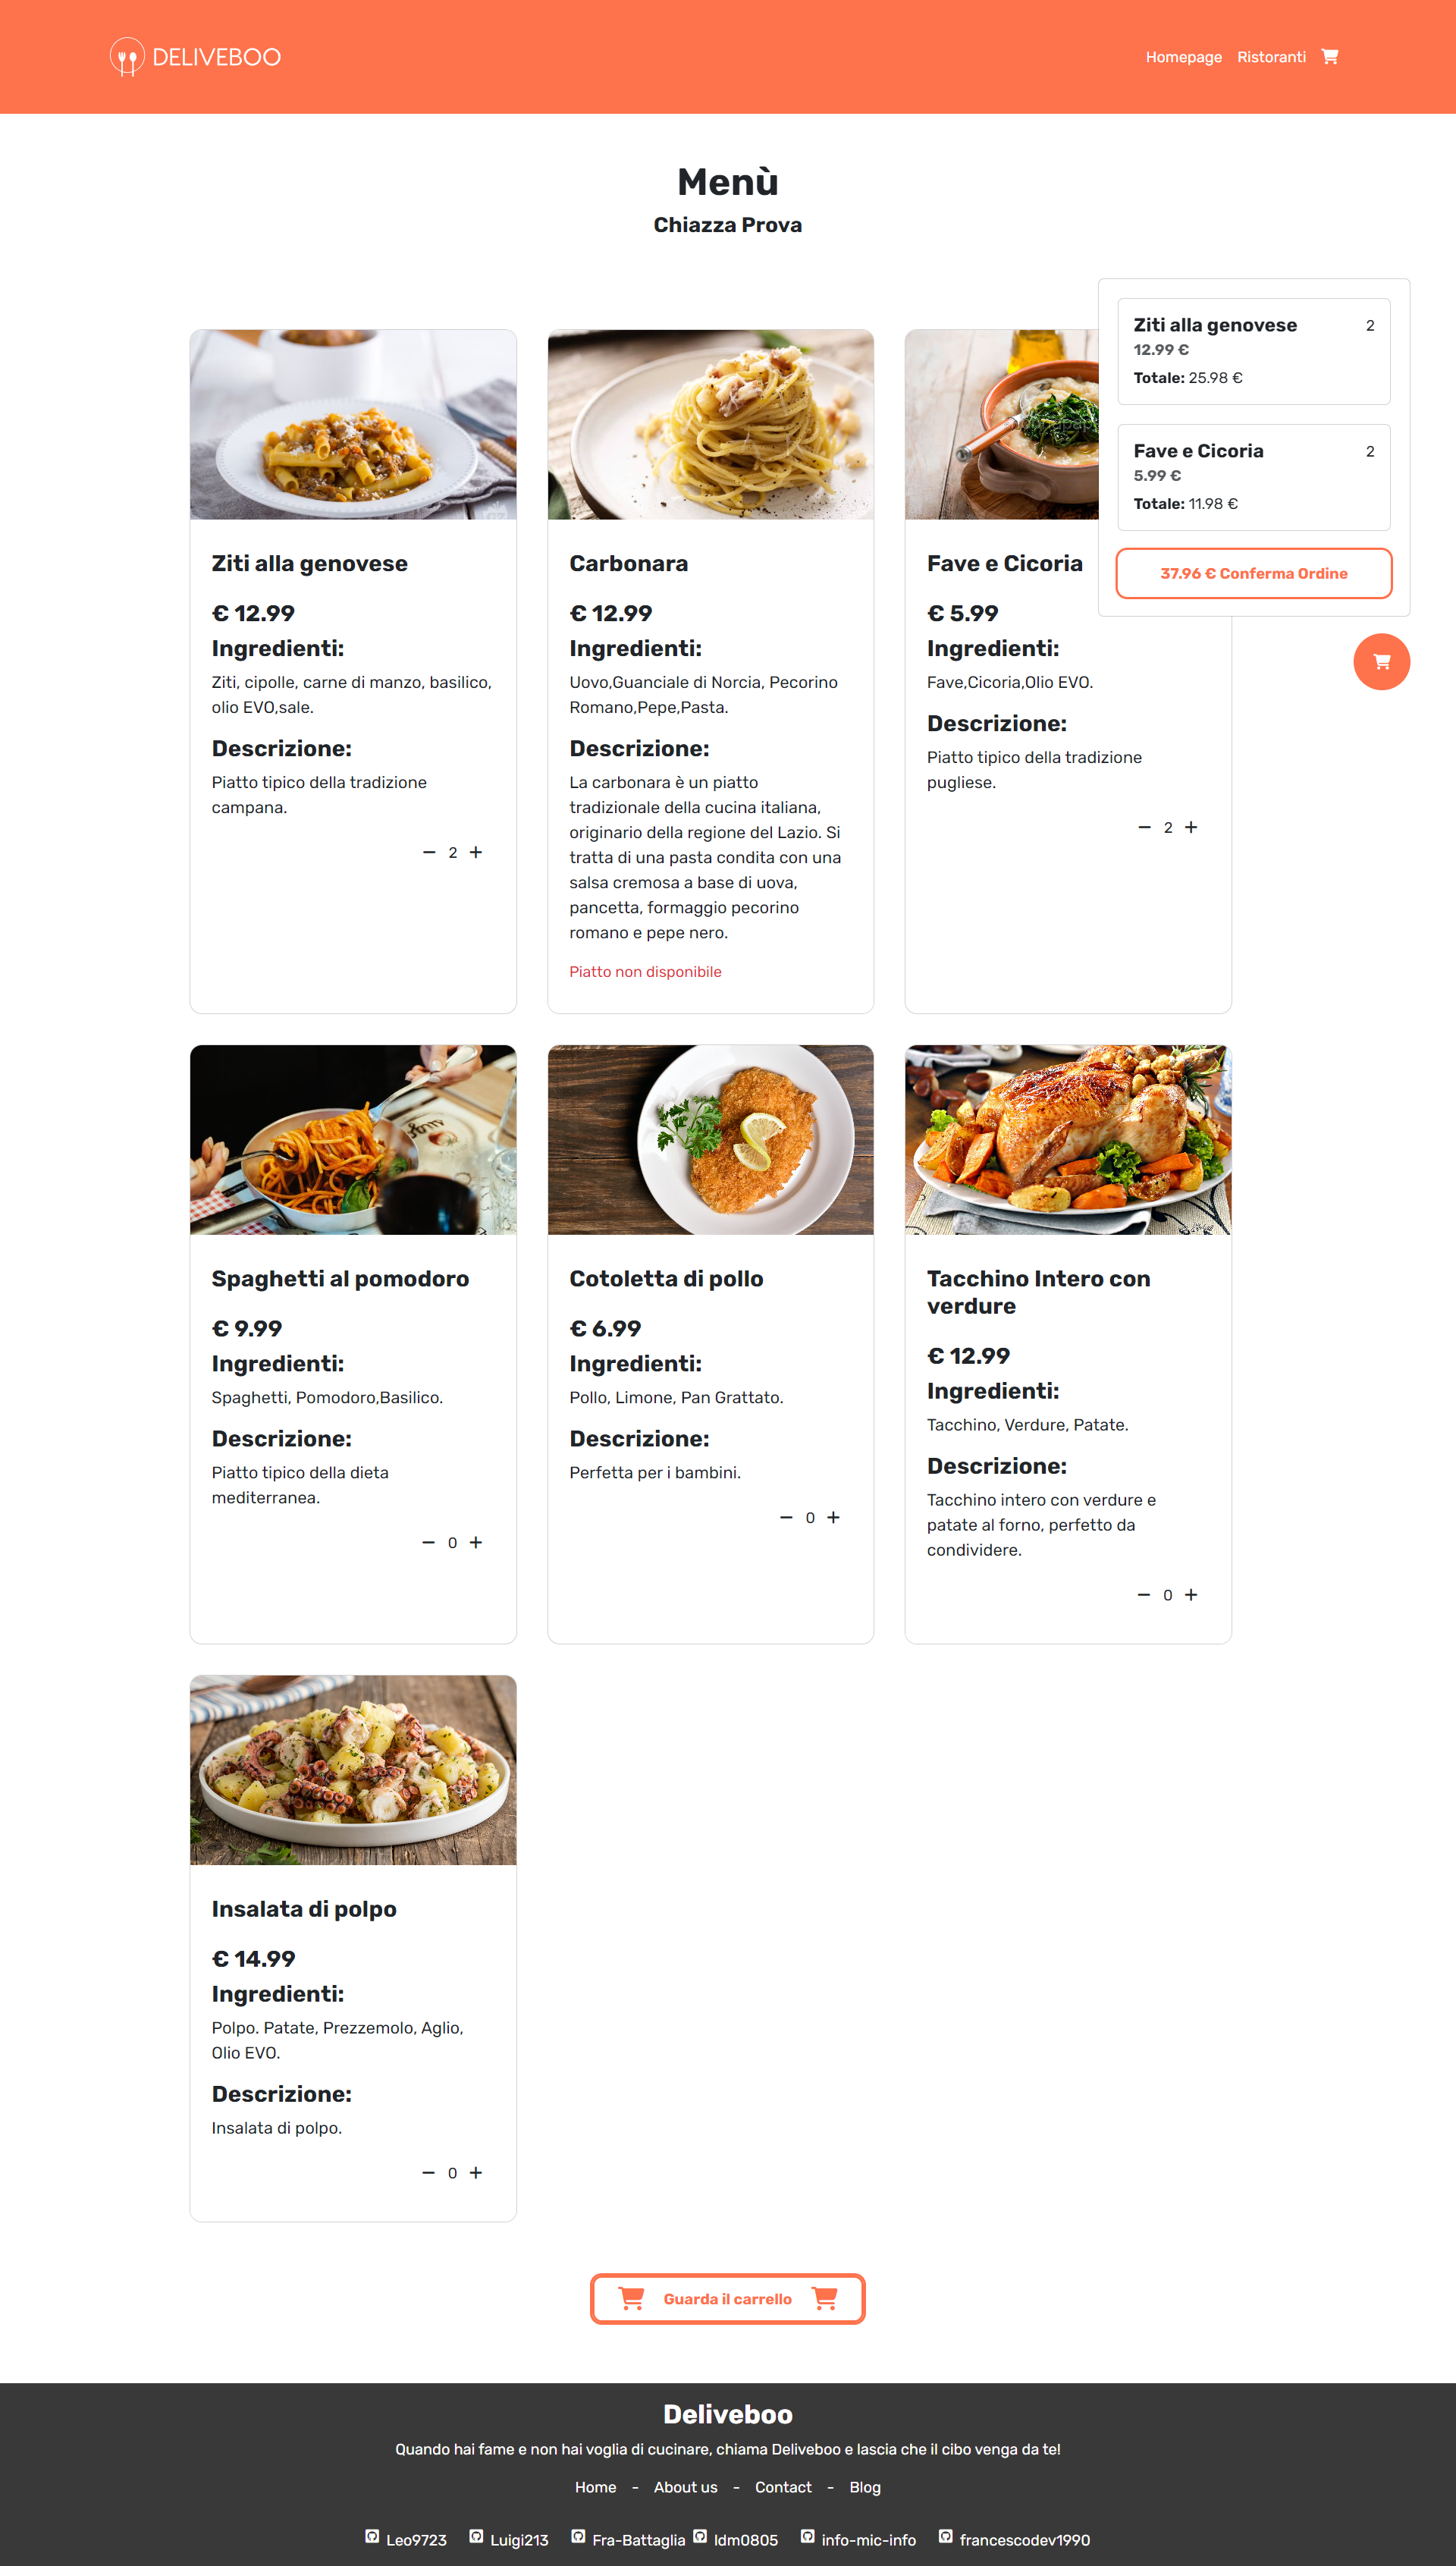 DELIVEBOO
Homepage Ristoranti
Menù
Chiazza Prova
Ziti alla genovese 2
12.99 €
Totale: 25.98 €
Fave e Cicoria 2
5.99 €
Totale: 11.98 €
37.96 € Conferma Ordine
Ziti alla genovese
€ 12.99
Ingredienti:
Ziti, cipolle, carne di manzo, basilico,
olio EVO,sale.
Descrizione:
Piatto tipico della tradizione
campana.
2
Carbonara
€ 12.99
Ingredienti:
Uovo,Guanciale di Norcia, Pecorino
Romano,Pepe,Pasta.
Descrizione:
La carbonara è un piatto
tradizionale della cucina italiana,
originario della regione del Lazio. Si
tratta di una pasta condita con una
salsa cremosa a base di uova,
pancetta, formaggio pecorino
romano e pepe nero.
Piatto non disponibile
Fave e Cicoria
€ 5.99
Ingredienti:
Fave,Cicoria,Olio EVO.
Descrizione:
Piatto tipico della tradizione
pugliese.
2
Spaghetti al pomodoro
€ 9.99
Ingredienti:
Spaghetti, Pomodoro,Basilico.
Descrizione:
Piatto tipico della dieta
mediterranea.
0
Cotoletta di pollo
€ 6.99
Ingredienti:
Pollo, Limone, Pan Grattato.
Descrizione:
Perfetta per i bambini.
0
Tacchino Intero con
verdure
€ 12.99
Ingredienti:
Tacchino, Verdure, Patate.
Descrizione:
Tacchino intero con verdure e
patate al forno, perfetto da
condividere.
0
Insalata di polpo
€ 14.99
Ingredienti:
Polpo. Patate, Prezzemolo, Aglio,
Olio EVO.
Descrizione:
Insalata di polpo.
0
Guarda il carrello
Deliveboo
Quando hai fame e non hai voglia di cucinare, chiama Deliveboo e lascia che il cibo venga da te!
Home - About us - Contact - Blog
Leo9723 Luigi213 Fra-Battaglia ldm0805 info-mic-info francescodev1990